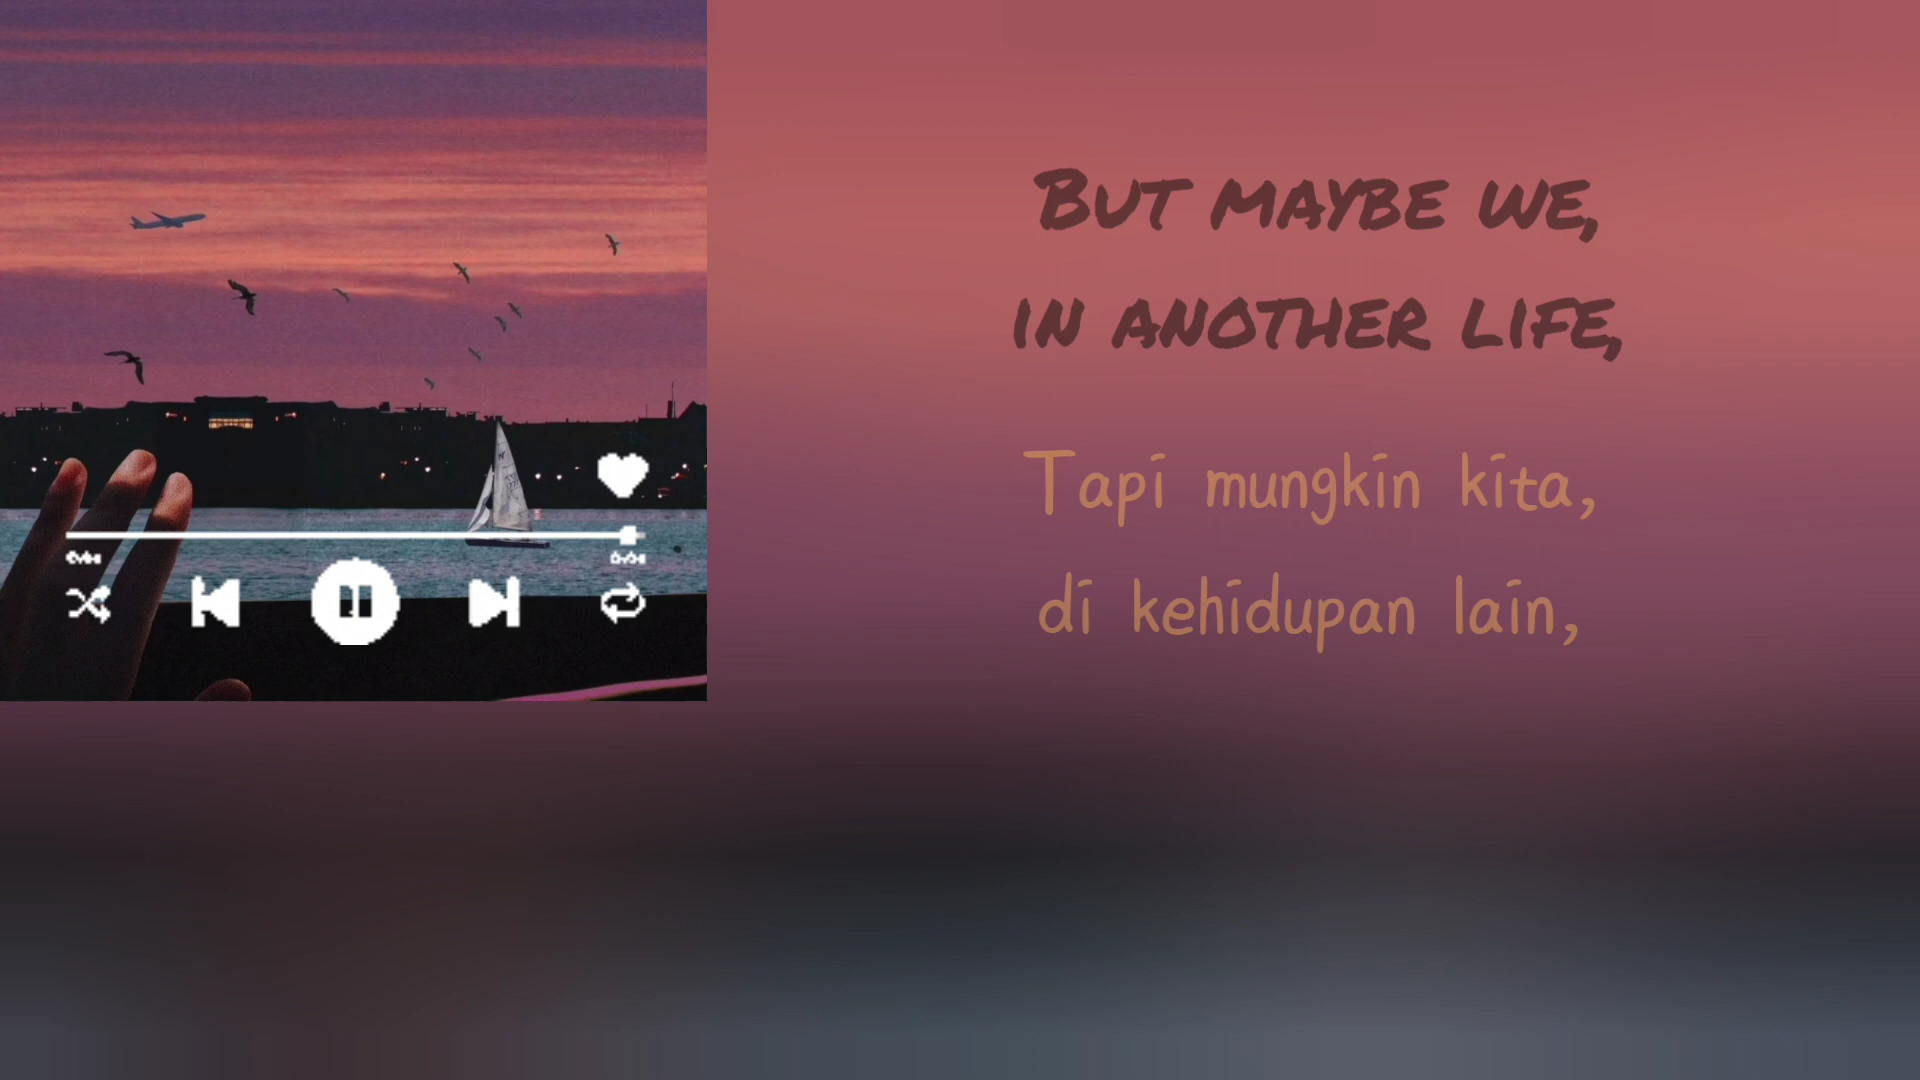 But maybe we,
in another life,
Tapi mungkin kita,
di kehidupan lain,